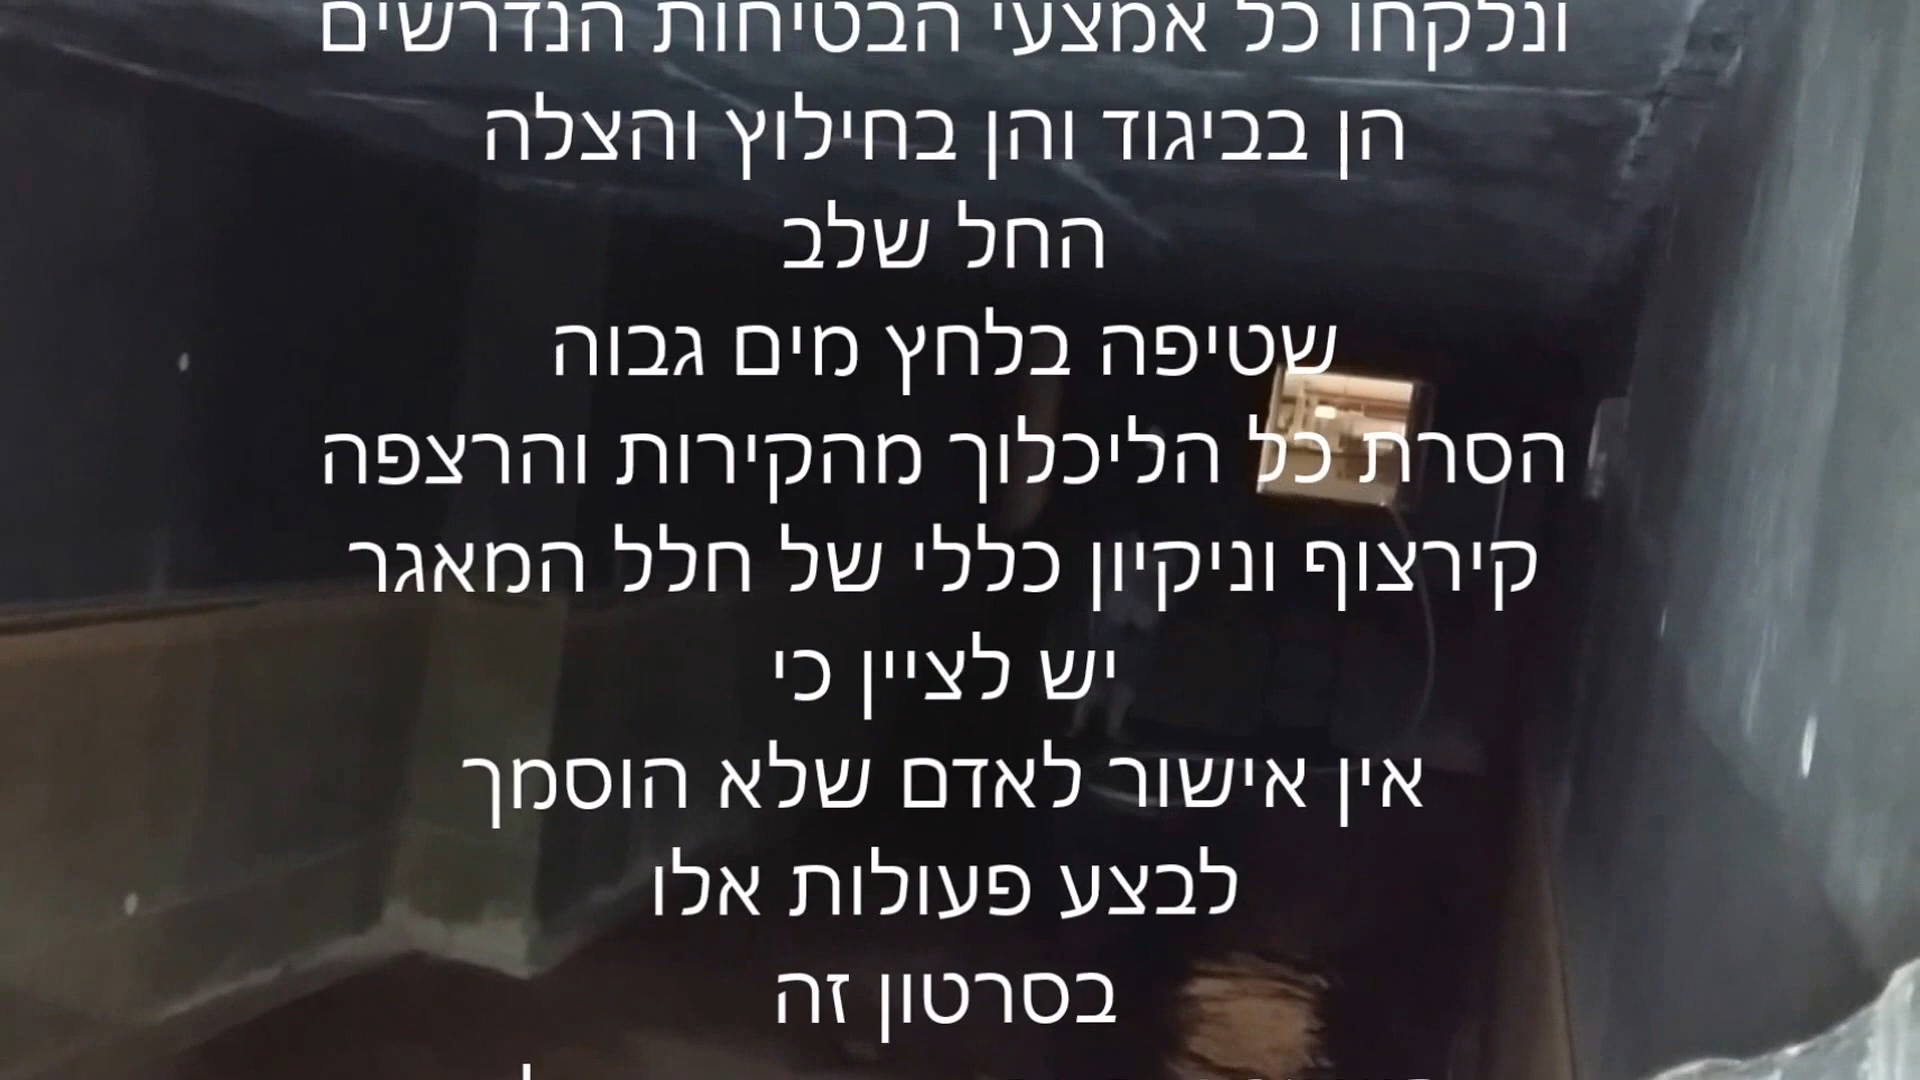 ונלקחו כל אמצעי הבטיחות הנדרשים
הן בביגוד והן בחילוץ והצלה
החל שלב
שטיפה בלחץ מים גבוה
הסרת כל הליכלוך מהקירות והרצפה
קירצוף וניקיון כללי של חלל המאגר
יש לציין כי
אין אישור לאדם שלא הוסמך
לבצע פעולות אלו
בסרטון זה